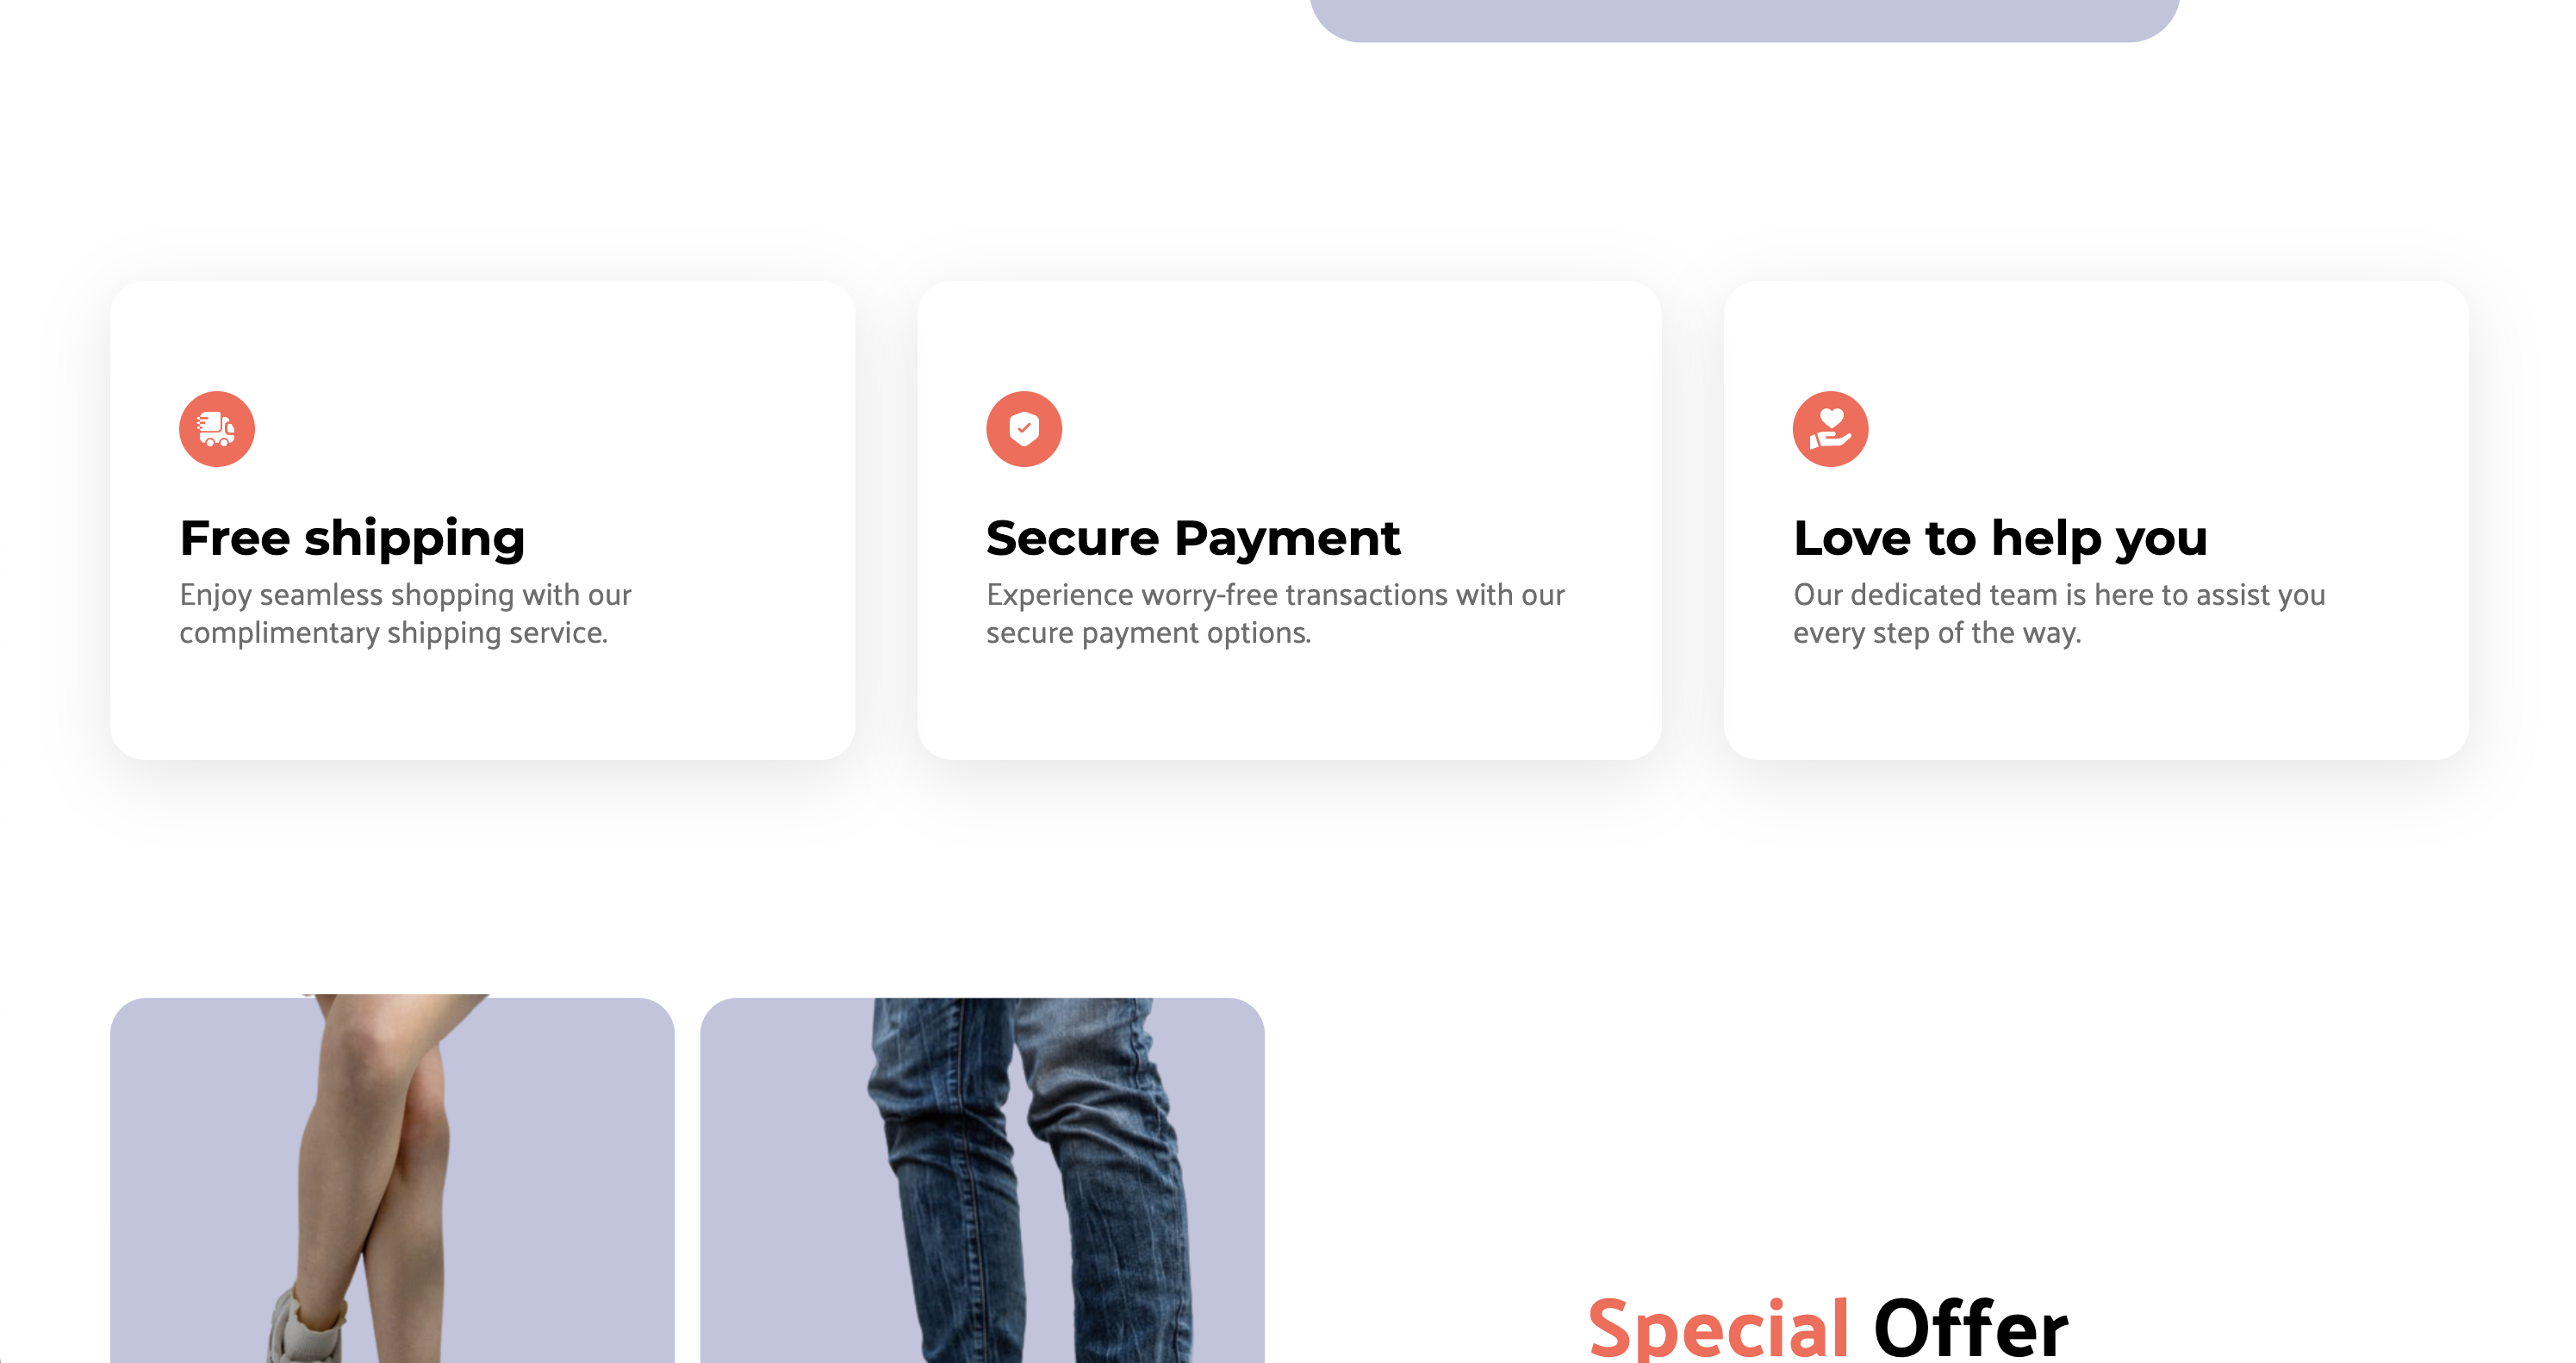 Free shipping
Enjoy seamless shopping with our
complimentary shipping service.
Secure Payment
Experience worry-free transactions with our
secure payment options.
Love to help you
Our dedicated team is here to assist you
every step of the way.
Special Offer